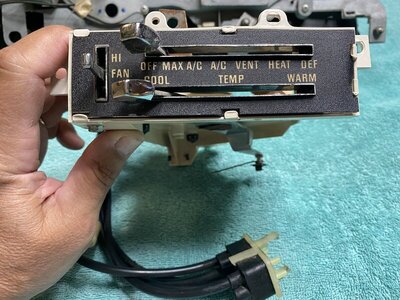 HI
OFF MAX A/C A/C VENT HEAT DEF
FAN
COOL TEMP WARM